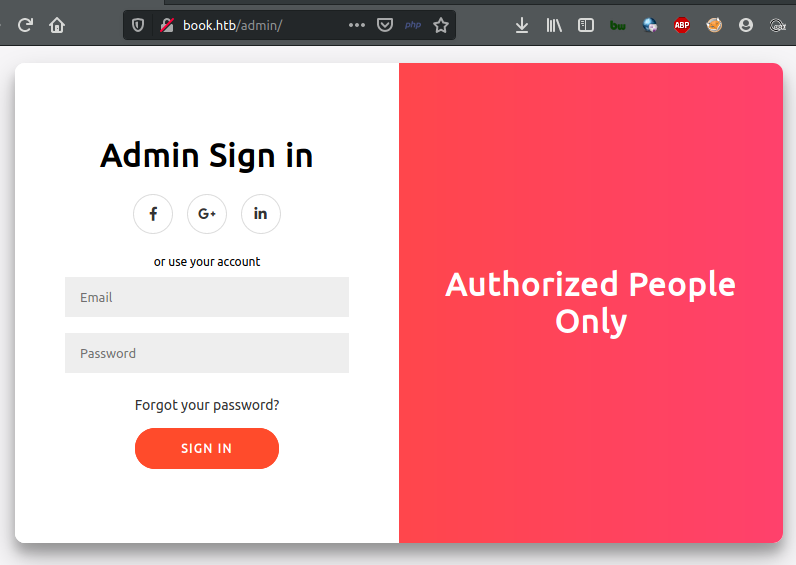 book.htb/admin/
php
bw
ABP
Admin Sign in
G+
in
or use your account
Email
Password
Forgot your password?
SIGN IN
Authorized People
Only